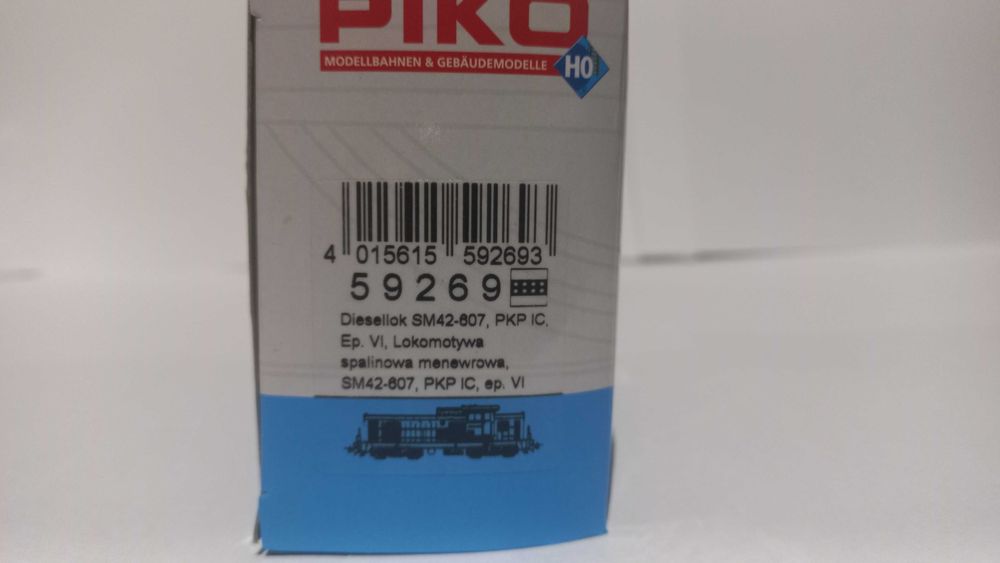 PIKO
MODELLBAHNEN & GEBÄUDEMODELLE
H0
4 015615 592693
59269
Diesellok SM42-607, PKP IC,
Ep. VI, Lokomotywa
spalinowa menewrowa,
SM42-607, PKP IC, ep. VI